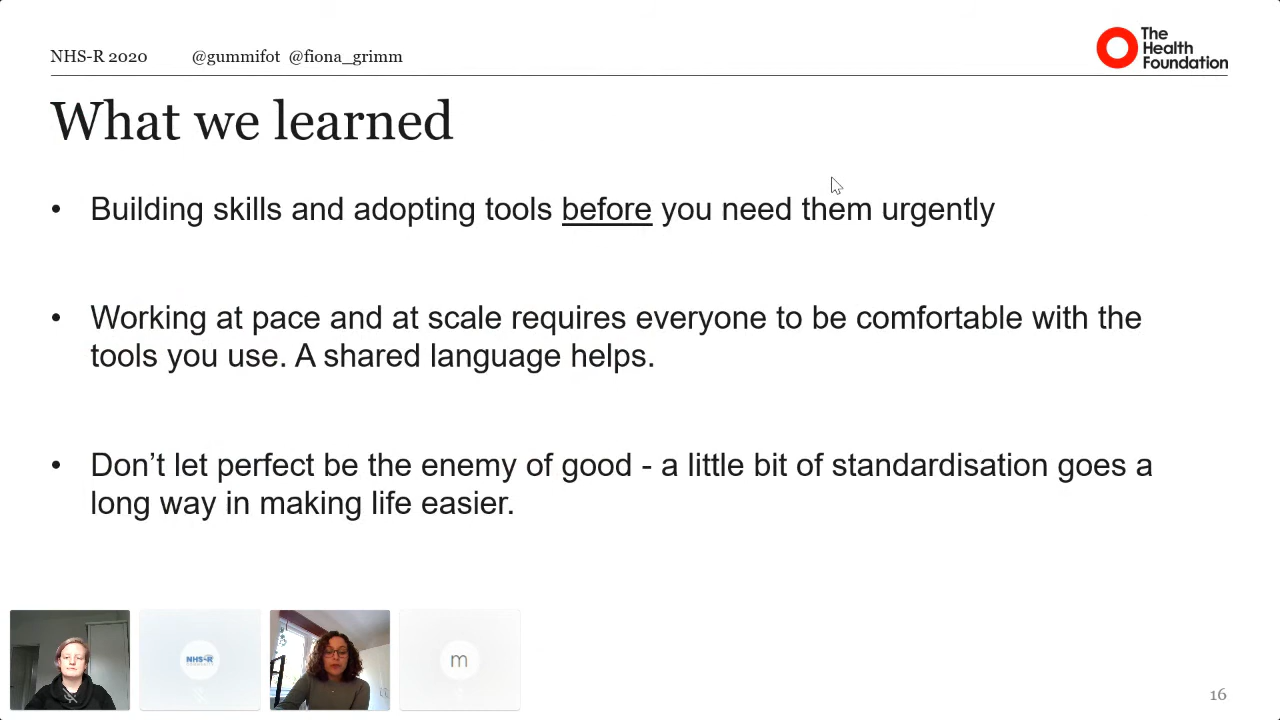 NHS-R 2020 @gummifot @fiona_grimm
The
Health
Foundation
What we learned
• Building skills and adopting tools before you need them urgently
• Working at pace and at scale requires everyone to be comfortable with the
tools you use. A shared language helps.
• Don’t let perfect be the enemy of good - a little bit of standardisation goes a
long way in making life easier.
NHS-R
m
16